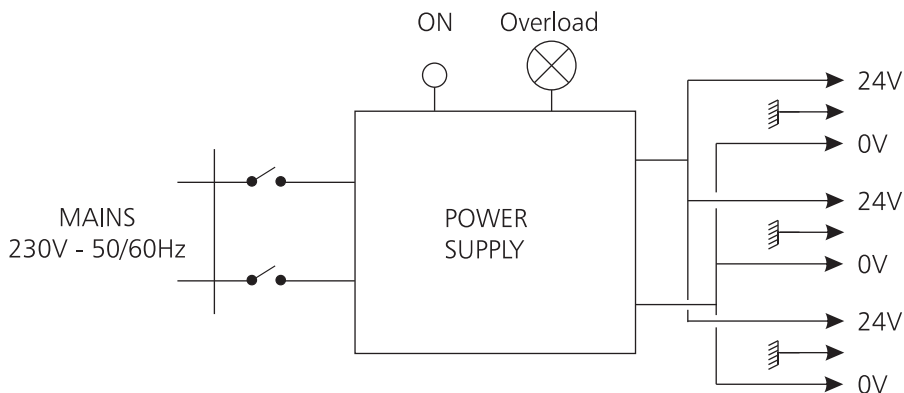 ON
Overload
MAINS
230V - 50/60Hz
POWER
SUPPLY
24V
0V
24V
0V
24V
0V